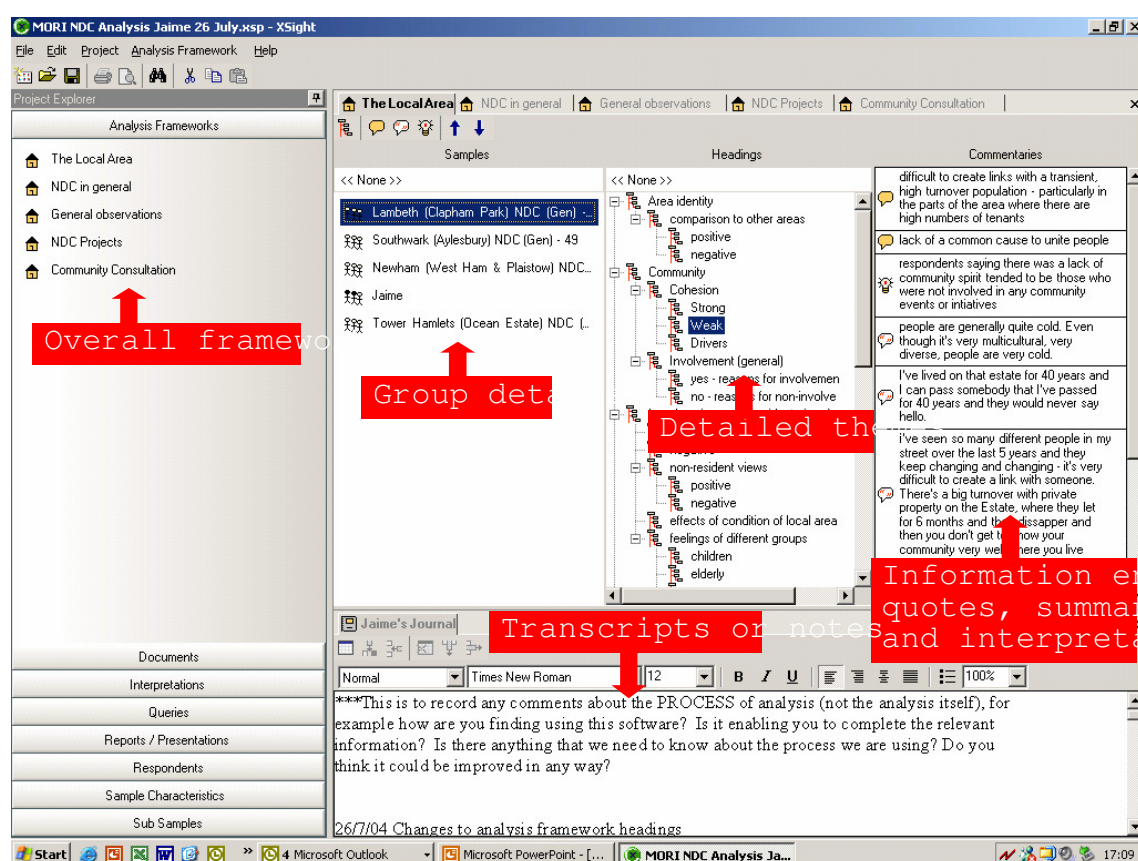 MORI NDC Analysis Jaime 26 July.xsp - XSight
File Edit Project Analysis Framework Help
Project Explorer
Analysis Frameworks
The Local Area
NDC in general
General observations
NDC Projects
Community Consultation
Overall framewo
Documents
Interpretations
Queries
Reports / Presentations
Respondents
Sample Characteristics
Sub Samples
The Local Area NDC in general General observations NDC Projects Community Consultation
Samples
<< None >>
Lambeth (Clapham Park) NDC (Gen) -...
Southwark (Aylesbury) NDC (Gen) - 49
Newham (West Ham & Plaistow) NDC...
Jaime
Tower Hamlets (Ocean Estate) NDC (...
Group deta
Headings
<< None >>
Area identity
comparison to other areas
positive
negative
Community
Cohesion
Strong
Weak
Drivers
Involvement (general)
yes - reasons for involvemen
no - reasons for non-involve
Detailed themes
negative
non-resident views
positive
negative
effects of condition of local area
feelings of different groups
children
elderly
Commentaries
difficult to create links with a transient,
high turnover population - particularly in
the parts of the area where there are
high numbers of tenants
lack of a common cause to unite people
respondents saying there was a lack of
community spirit tended to be those who
were not involved in any community
events or intiatives
people are generally quite cold. Even
though it's very multicultural, very
diverse, people are very cold.
I've lived on that estate for 40 years and
I can pass somebody that I've passed
for 40 years and they would never say
hello.
i've seen so many different people in my
street over the last 5 years and they
keep changing and changing - it's very
difficult to create a link with someone.
There's a big turnover with private
property on the Estate, where they let
for 6 months and they dissapper and
then you don't get to know your
community very well where you live
Information en
quotes, summar
and interpreta
Jaime's Journal
Transcripts or notes
Normal Times New Roman 12 B I U 100%
***This is to record any comments about the PROCESS of analysis (not the analysis itself), for
example how are you finding using this software? Is it enabling you to complete the relevant
information? Is there anything that we need to know about the process we are using? Do you
think it could be improved in any way?
26/7/04 Changes to analysis framework headings
Start 4 Microsoft Outlook Microsoft PowerPoint - [... MORI NDC Analysis Ja... 17:09